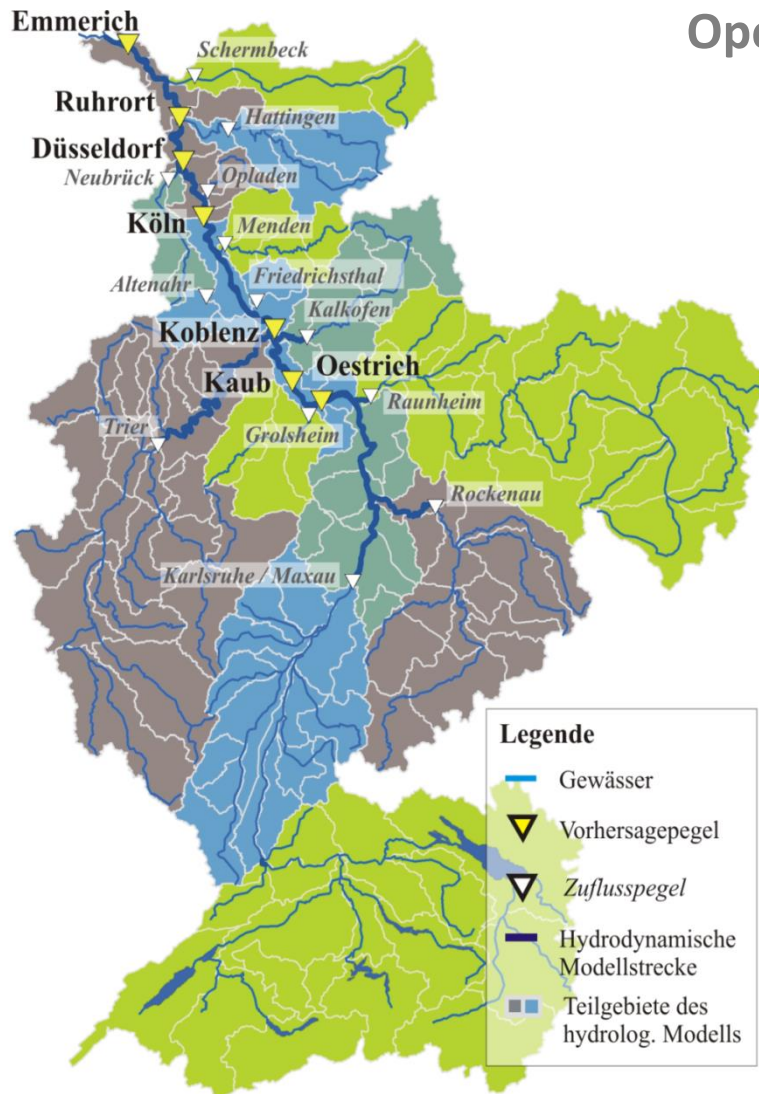 Emmerich
Ope
Schermbeck
Ruhrort
Hattingen
Düsseldorf
Neubrück
Opladen
Köln
Menden
Altenahr
Friedrichsthal
Koblenz
Kalkofen
Kaub
Oestrich
Raunheim
Trier
Grolsheim
Rockenau
Karlsruhe / Maxau
Legende
Gewässer
Vorhersagepegel
Zuflusspegel
Hydrodynamische
Modellstrecke
Teilgebiete des
hydrolog. Modells